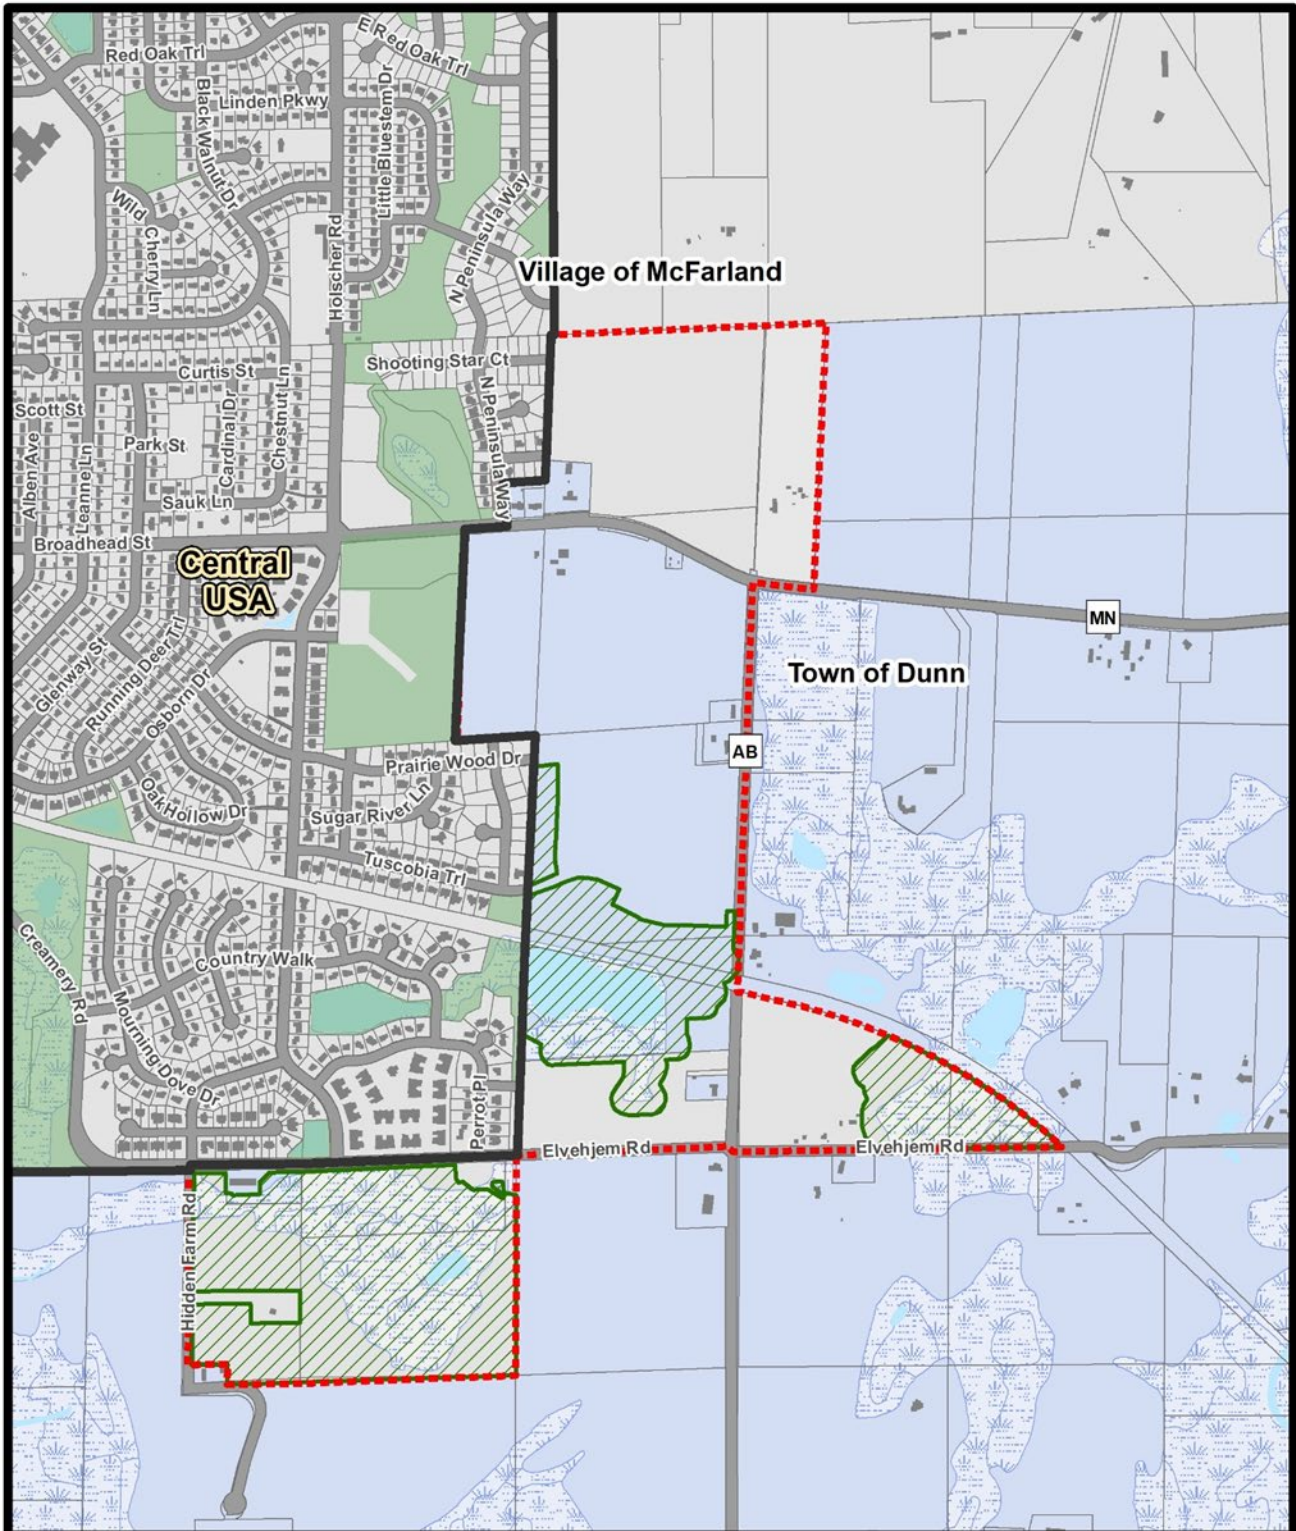 E Red Oak Trl
Red Oak Trl
Linden Pkwy
Black Walnut Dr
Little Bluestem Dr
Wild
Cherry Ln
Holscher Rd
N Peninsula Way
Village of McFarland
Shooting Star Ct
Curtis St
N Peninsula Way
Scott St
Cardinal Dr
Chestnut Ln
Park St
Alben Ave
Leanne Ln
Sauk Ln
Broadhead St
Central
USA
MN
Glenway St
Running Deer Trl
Osborn Dr
Town of Dunn
AB
Prairie Wood Dr
Oak Hollow Dr
Sugar River Ln
Tuscobia Trl
Creamery Rd
Country Walk
Mourning Dove Dr
Perrot Pl
Elvehjem Rd
Elvehjem Rd
Hidden Farm Rd